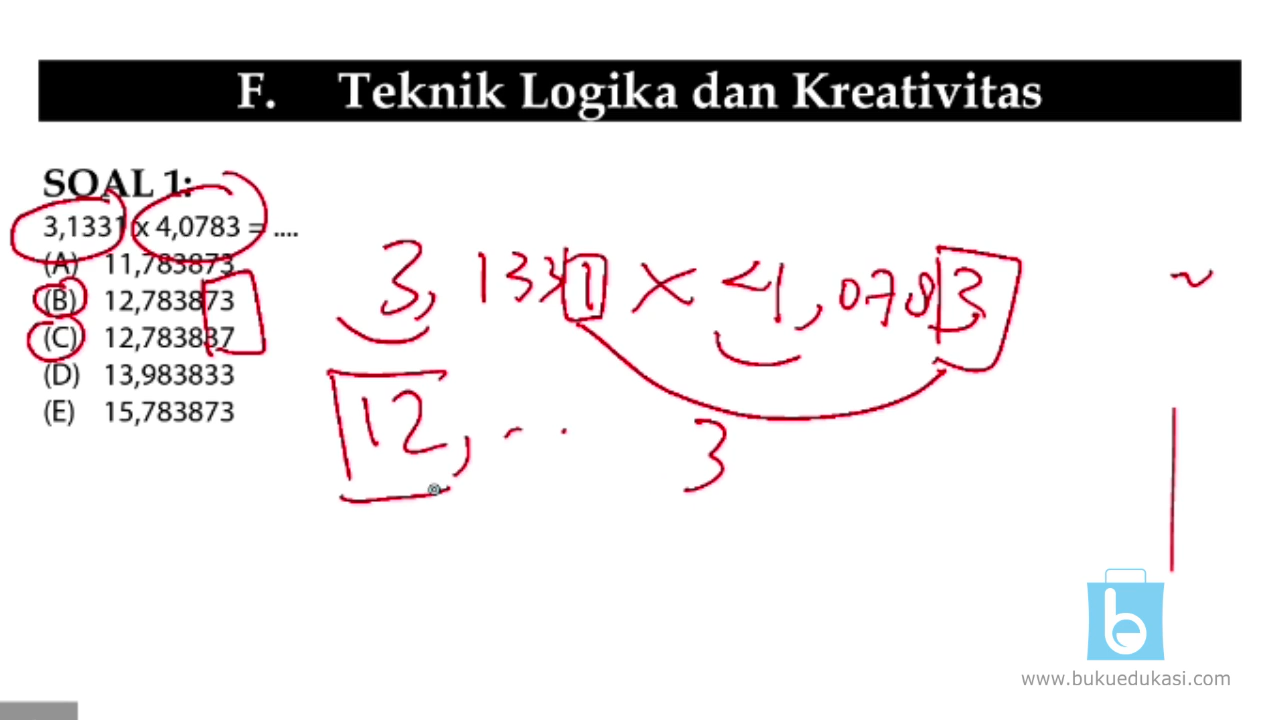 F. Teknik Logika dan Kreativitas
SOAL 1:
3,1331 x 4,0783 = ....
(A) 11,783873
(B) 12,783873
(C) 12,783837
(D) 13,983833
(E) 15,783873
3,1331 × 4,0783 ~
12, ...
3
b
www.bukuedukasi.com